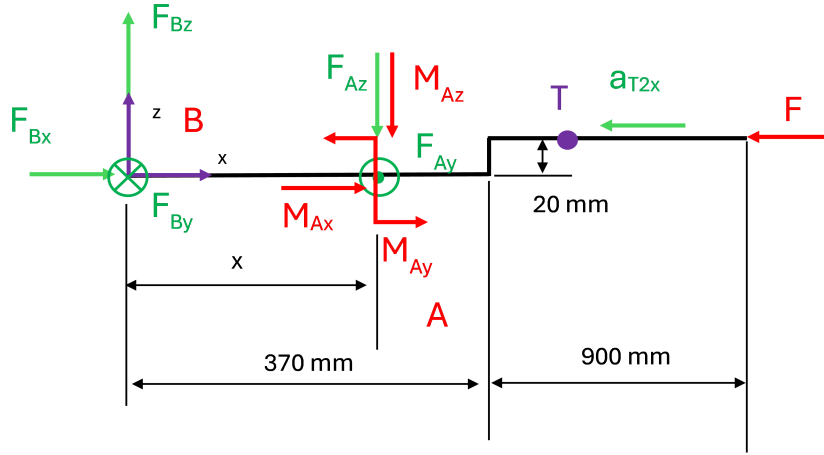 F_Bz
F_Az
M_Az
a_T2x
T
F
z
B
F_Bx
x
F_Ay
F_By
M_Ax
20 mm
M_Ay
x
A
370 mm
900 mm